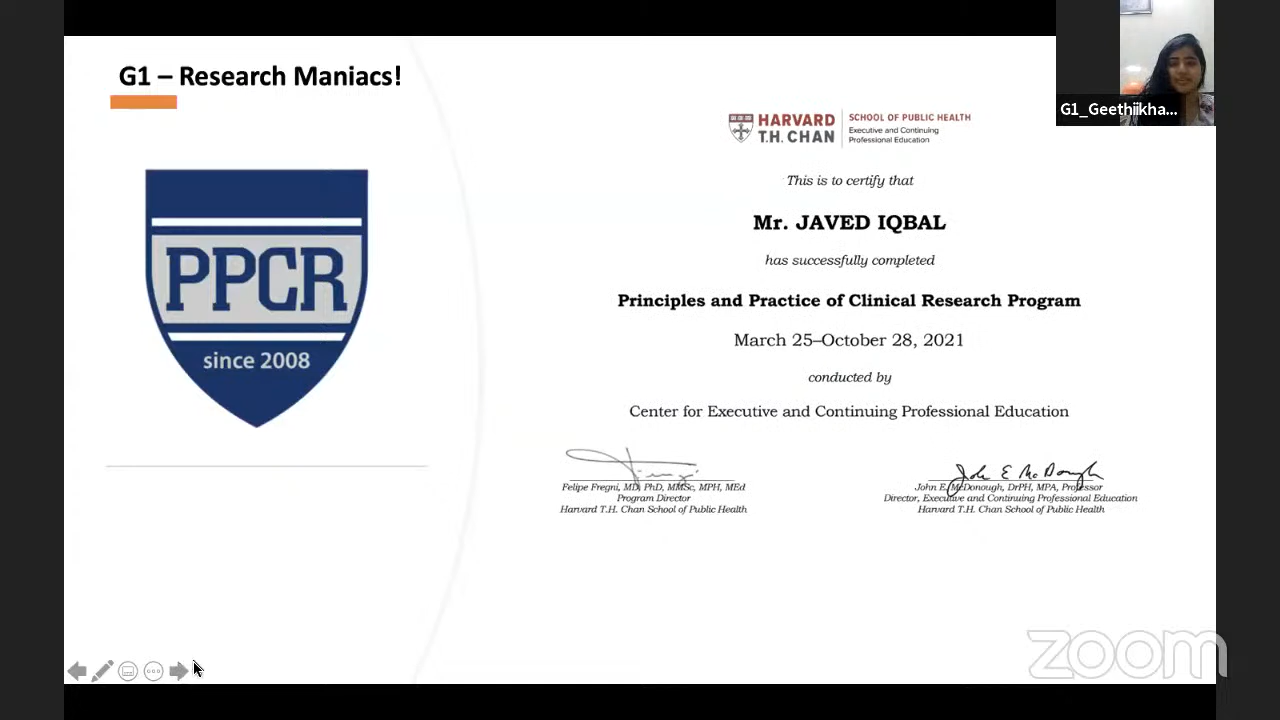 G1 – Research Maniacs!
G1_Geethiikha...
HARVARD
T.H. CHAN
SCHOOL OF PUBLIC HEALTH
Executive and Continuing
Professional Education
This is to certify that
Mr. JAVED IQBAL
has successfully completed
Principles and Practice of Clinical Research Program
March 25–October 28, 2021
conducted by
Center for Executive and Continuing Professional Education
PPCR
since 2008
John E McDonough
Felipe Fregni, MD, PhD, MMSc, MPH, MEd
Program Director
Harvard T.H. Chan School of Public Health
John E. McDonough, DrPH, MPA, Professor
Director, Executive and Continuing Professional Education
Harvard T.H. Chan School of Public Health
zoom